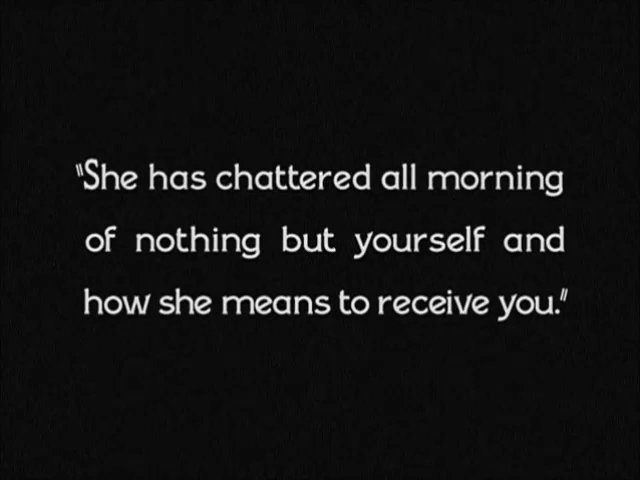 "She has chattered all morning
of nothing but yourself and
how she means to receive you."